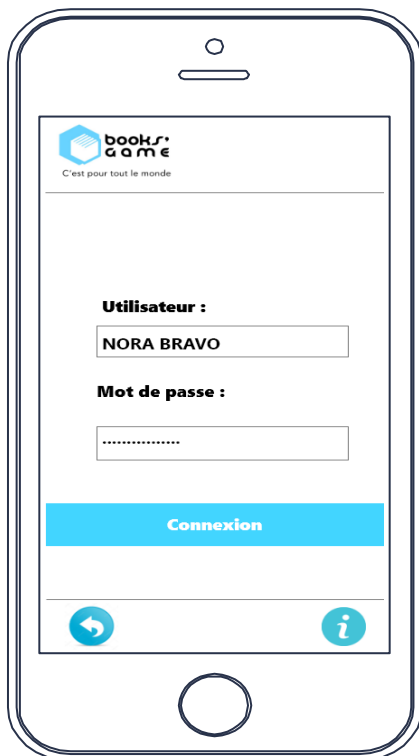 books'
game
C'est pour tout le monde
Utilisateur :
NORA BRAVO
Mot de passe :
................
Connexion
i